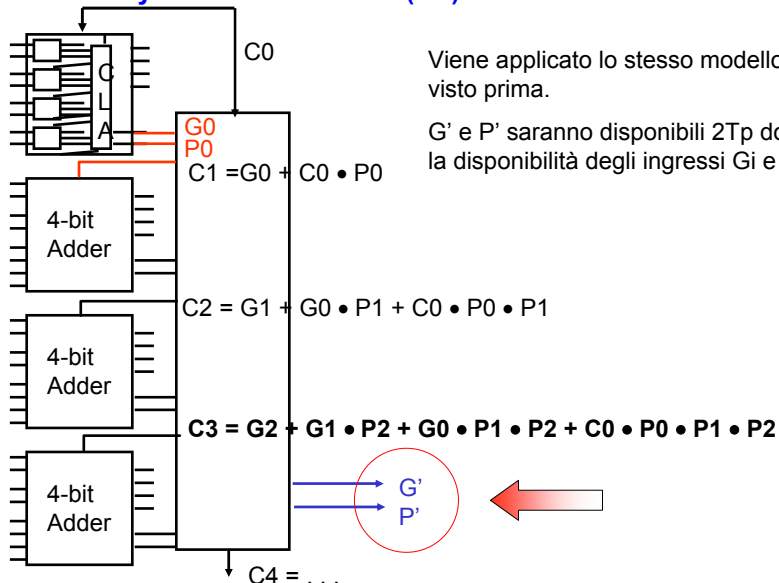 C0
Viene applicato lo stesso modello
visto prima.
C
L
A
G0
P0
G' e P' saranno disponibili 2Tp
la disponibilità degli ingressi Gi e
C1 =G0 + C0 • P0
4-bit
Adder
C2 = G1 + G0 • P1 + C0 • P0 • P1
4-bit
Adder
C3 = G2 + G1 • P2 + G0 • P1 • P2 + C0 • P0 • P1 • P2
4-bit
Adder
G'
P'
C4 = . . .